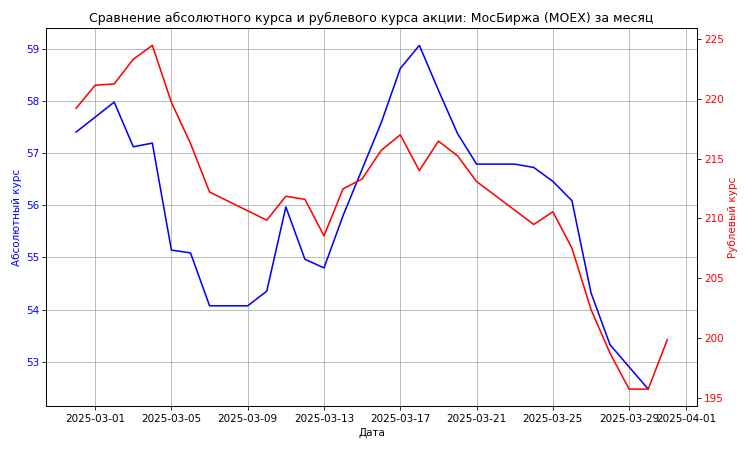 Сравнение абсолютного курса и рублевого курса акции: МосБиржа (MOEX) за месяц
Абсолютный курс
59
58
57
56
55
54
53
225
220
215
210
205
200
195
Рублевый курс
2025-03-01 2025-03-05 2025-03-09 2025-03-13 2025-03-17 2025-03-21 2025-03-25 2025-03-29 2025-04-01
Дата